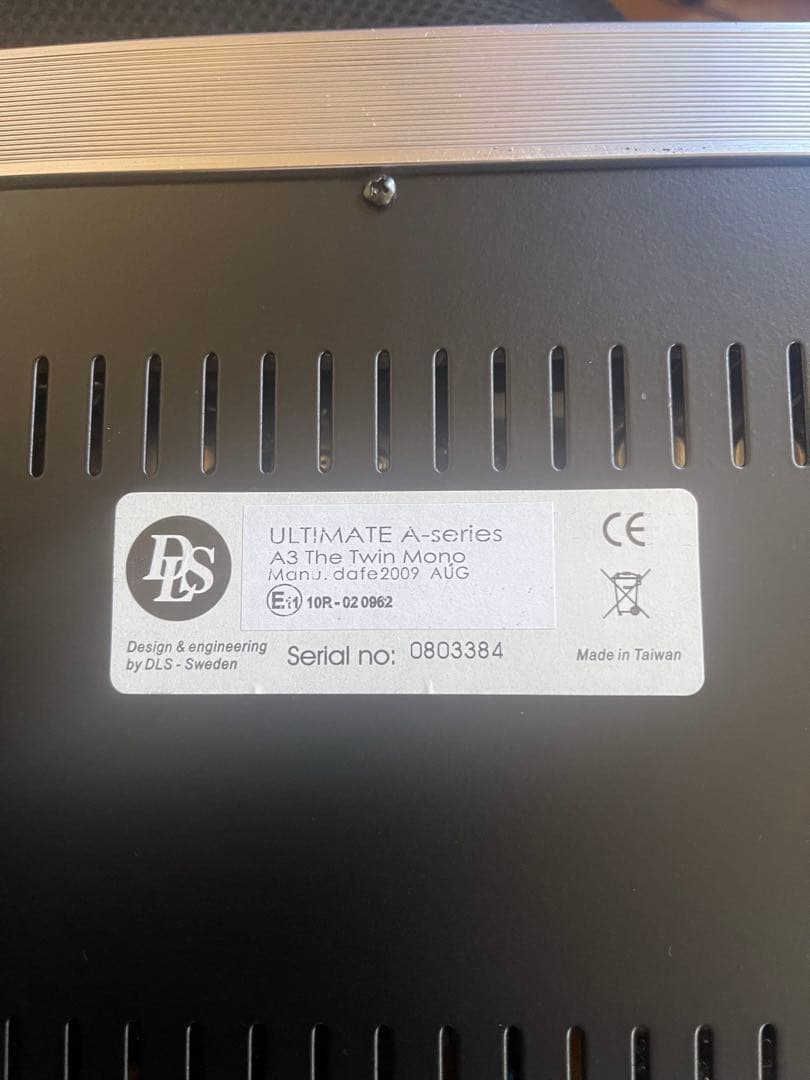 DLS
ULTIMATE A-series
A3 The Twin Mono
Manu. date2009 AUG
E11 10R-02 0962
CE
Design & engineering
by DLS - Sweden
Serial no: 0803384
Made in Taiwan